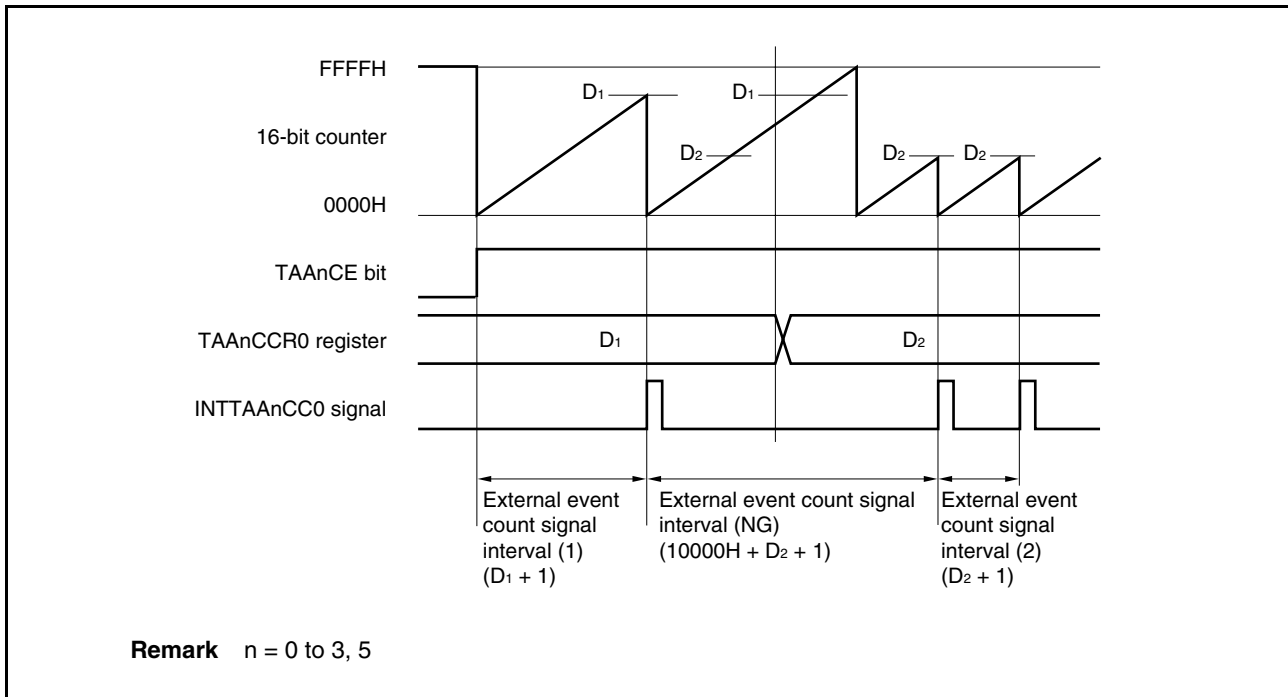 FFFFH
D1
D1
16-bit counter
D2
D2
D2
0000H
TAAnCE bit
TAAnCCR0 register
D1
D2
INTTAAnCC0 signal
External event
count signal
interval (1)
(D1 + 1)
External event count signal
interval (NG)
(10000H + D2 + 1)
External event
count signal
interval (2)
(D2 + 1)
Remark n = 0 to 3, 5